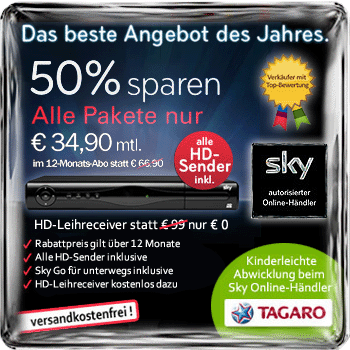 Das beste Angebot des Jahres.
50% sparen
Verkäufer mit
Top-Bewertung
Alle Pakete nur
€ 34,90 mtl.
im 12-Monats-Abo statt € 66,90
alle
HD-
Sender
inkl.
sky
autorisierter
Online-Händler
sky
HD-Leihreceiver statt € 99 nur € 0
✓ Rabattpreis gilt über 12 Monate
✓ Alle HD-Sender inklusive
✓ Sky Go für unterwegs inklusive
✓ HD-Leihreceiver kostenlos dazu
Kinderleichte
Abwicklung beim
Sky Online-Händler
TAGARO
versandkostenfrei !